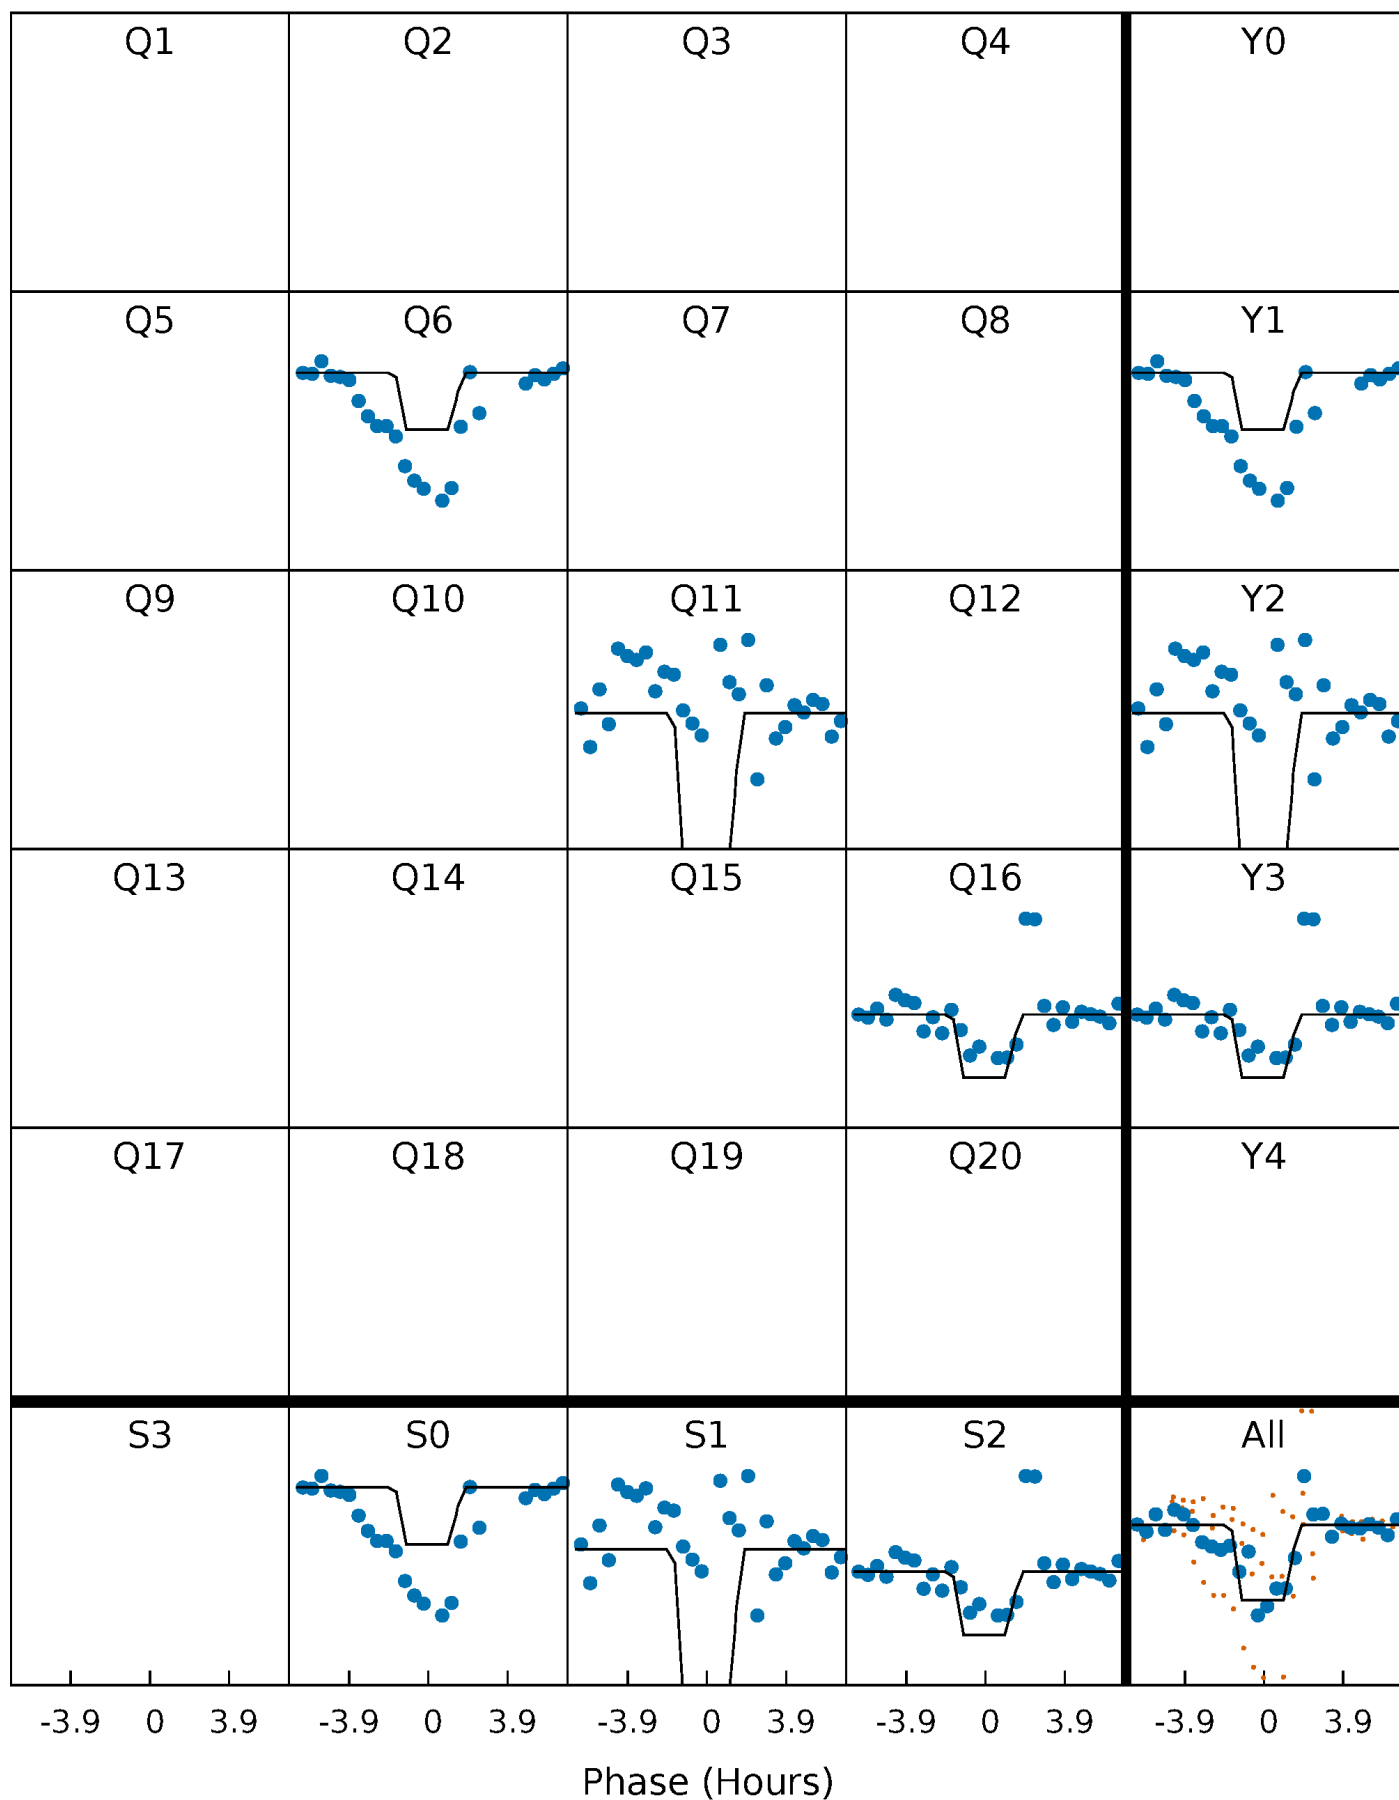 Q1 Q2 Q3 Q4 Y0
Q5 Q6 Q7 Q8 Y1
Q9 Q10 Q11 Q12 Y2
Q13 Q14 Q15 Q16 Y3
Q17 Q18 Q19 Q20 Y4
S3 S0 S1 S2 All
-3.9 0 3.9 -3.9 0 3.9 -3.9 0 3.9 -3.9 0 3.9 -3.9 0 3.9
Phase (Hours)